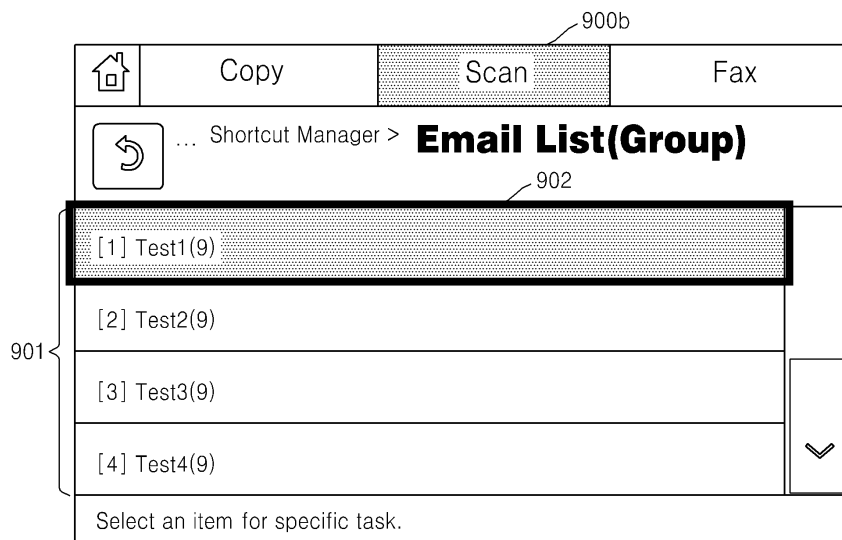 900b
Copy Scan Fax
... Shortcut Manager > Email List(Group)
902
[1] Test1(9)
[2] Test2(9)
901
[3] Test3(9)
[4] Test4(9)
Select an item for specific task.